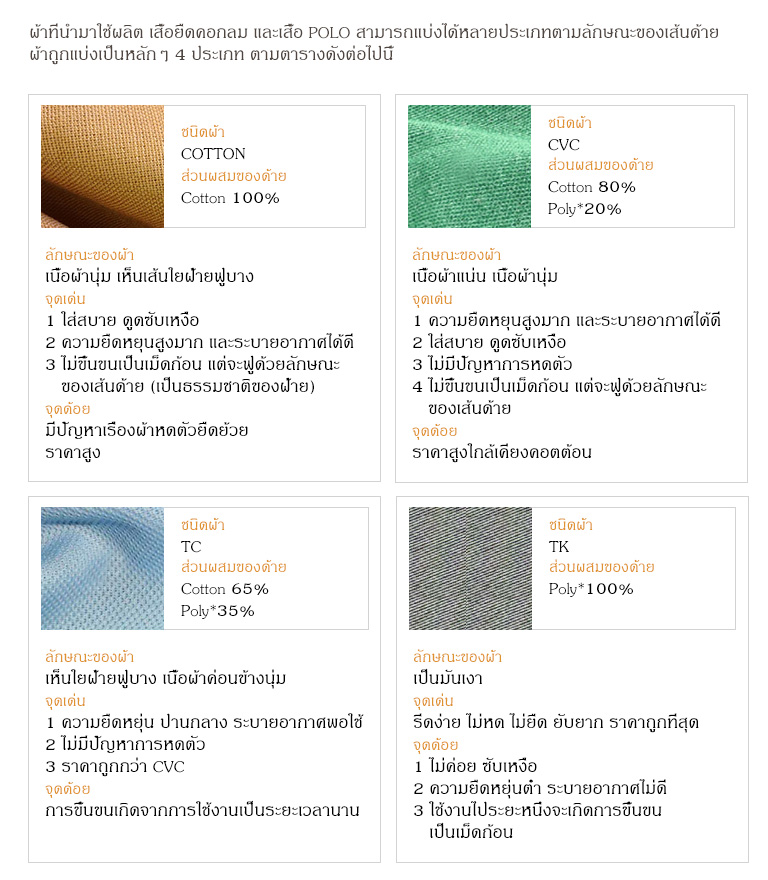 ผ้าที่นำมาใช้ผลิต เสื้อยืดคอกลม และเสื้อ POLO สามารถแบ่งได้หลายประเภทตามลักษณะของเส้นด้าย
ผ้าถูกแบ่งเป็นหลัก ๆ 4 ประเภท ตามตารางดังต่อไปนี้
ชนิดผ้า
COTTON
ส่วนผสมของด้าย
Cotton 100%
ลักษณะของผ้า
เนื้อผ้านุ่ม เห็นเส้นใยฝ้ายฟูบาง
จุดเด่น
1 ใส่สบาย ดูดซับเหงื่อ
2 ความยืดหยุนสูงมาก และระบายอากาศได้ดี
3 ไม่ขึ้นขนเป็นเม็ดก้อน แต่จะฟูด้วยลักษณะ
ของเส้นด้าย (เป็นธรรมชาติของฝ้าย)
จุดด้อย
มีปัญหาเรื่องผ้าหดตัวยืดย้วย
ราคาสูง
ชนิดผ้า
CVC
ส่วนผสมของด้าย
Cotton 80%
Poly*20%
ลักษณะของผ้า
เนื้อผ้าแน่น เนื้อผ้านุ่ม
จุดเด่น
1 ความยืดหยุนสูงมาก และระบายอากาศได้ดี
2 ใส่สบาย ดูดซับเหงื่อ
3 ไม่มีปัญหาการหดตัว
4 ไม่ขึ้นขนเป็นเม็ดก้อน แต่จะฟูด้วยลักษณะ
ของเส้นด้าย
จุดด้อย
ราคาสูงใกล้เคียงคอตต้อน
ชนิดผ้า
TC
ส่วนผสมของด้าย
Cotton 65%
Poly*35%
ลักษณะของผ้า
เห็นใยฝ้ายฟูบาง เนื้อผ้าค่อนข้างนุ่ม
จุดเด่น
1 ความยืดหยุ่น ปานกลาง ระบายอากาศพอใช้
2 ไม่มีปัญหาการหดตัว
3 ราคาถูกกว่า CVC
จุดด้อย
การขึ้นขนเกิดจากการใช้งานเป็นระยะเวลานาน
ชนิดผ้า
TK
ส่วนผสมของด้าย
Poly*100%
ลักษณะของผ้า
เป็นมันเงา
จุดเด่น
รีดง่าย ไม่หด ไม่ยืด ยับยาก ราคาถูกที่สุด
จุดด้อย
1 ไม่ค่อย ซับเหงื่อ
2 ความยืดหยุ่นต่ำ ระบายอากาศไม่ดี
3 ใช้งานไประยะหนึ่งจะเกิดการขึ้นขน
เป็นเม็ดก้อน